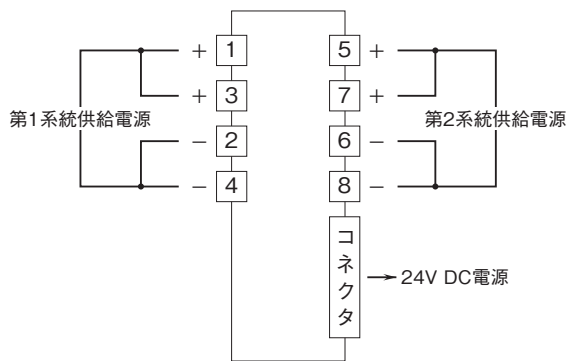 + 1 5 +
+ 3 7 +
第1系統供給電源 第2系統供給電源
− 2 6 −
− 4 8 −
コネクタ
24V DC電源